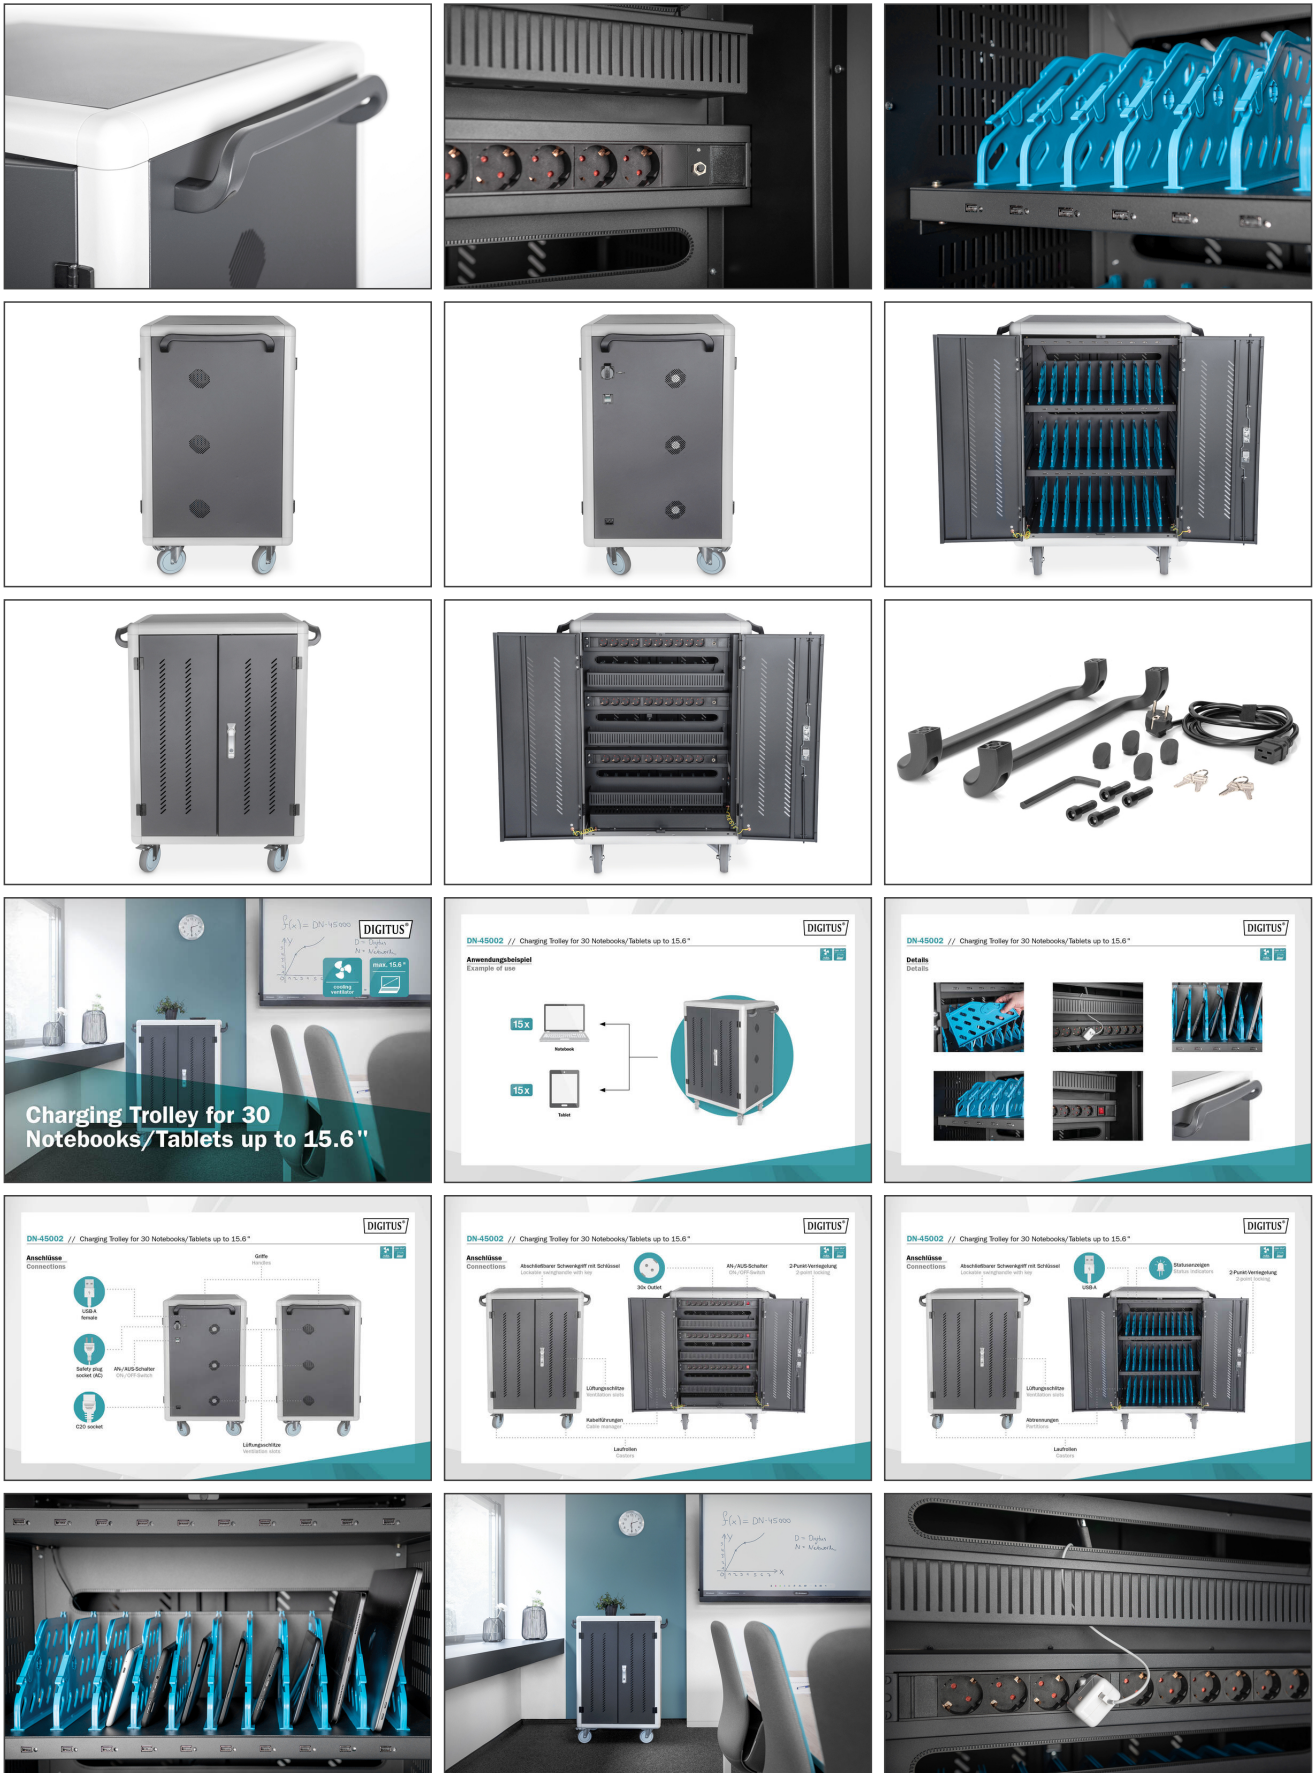 f(x) = DN-45000
D = Digitus
N = Network
DIGITUS®
cooling
ventilator
max. 15.6"
Charging Trolley for 30
Notebooks/Tablets up to 15.6"
DIGITUS®
DN-45002 // Charging Trolley for 30 Notebooks/Tablets up to 15.6"
Anwendungsbeispiel
Example of use
15x
Notebook
15x
Tablet
DIGITUS®
DN-45002 // Charging Trolley for 30 Notebooks/Tablets up to 15.6"
Details
Details
DIGITUS®
DN-45002 // Charging Trolley for 30 Notebooks/Tablets up to 15.6"
Anschlüsse
Connections
Griffe
Handles
USB-A
female
Safety plug
socket (AC)
AN-/AUS-Schalter
ON-/OFF-Switch
C20 socket
Lüftungsschlitze
Ventilation slots
DIGITUS®
DN-45002 // Charging Trolley for 30 Notebooks/Tablets up to 15.6"
Anschlüsse
Connections
Abschließbarer Schwenkgriff mit Schlüssel
Lockable swinghandle with key
30x Outlet
AN-/AUS-Schalter
ON-/OFF-Switch
2-Punkt-Verriegelung
2-point locking
Lüftungsschlitze
Ventilation slots
Kabelführungen
Cable manager
Laufrollen
Castors
DIGITUS®
DN-45002 // Charging Trolley for 30 Notebooks/Tablets up to 15.6"
Anschlüsse
Connections
Abschließbarer Schwenkgriff mit Schlüssel
Lockable swinghandle with key
USB-A
Statusanzeigen
Status indicators
2-Punkt-Verriegelung
2-point locking
Lüftungsschlitze
Ventilation slots
Abtrennungen
Partitions
Laufrollen
Castors
f(x) = DN-45000
D = Digitus
N = Network